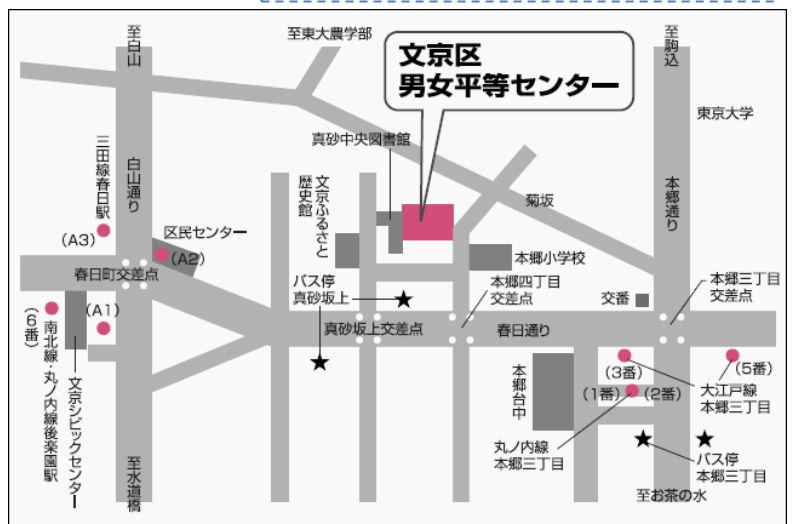 至白山
至東大農学部
文京区
男女平等センター
至駒込
東京大学
真砂中央図書館
三田線春日駅
白山通り
文京ふるさと
歴史館
菊坂
本郷通り
区民センター
(A3)
(A2)
本郷小学校
春日町交差点
バス停
真砂坂上
本郷四丁目
交差点
交番
本郷三丁目
交差点
(6番)
(A1)
真砂坂上交差点
春日通り
南北線・丸ノ内線後楽園駅
文京シビックセンター
本郷台中
(3番)
(5番)
(1番)
(2番)
大江戸線
本郷三丁目
丸ノ内線
本郷三丁目
バス停
本郷三丁目
至水道橋
至お茶の水